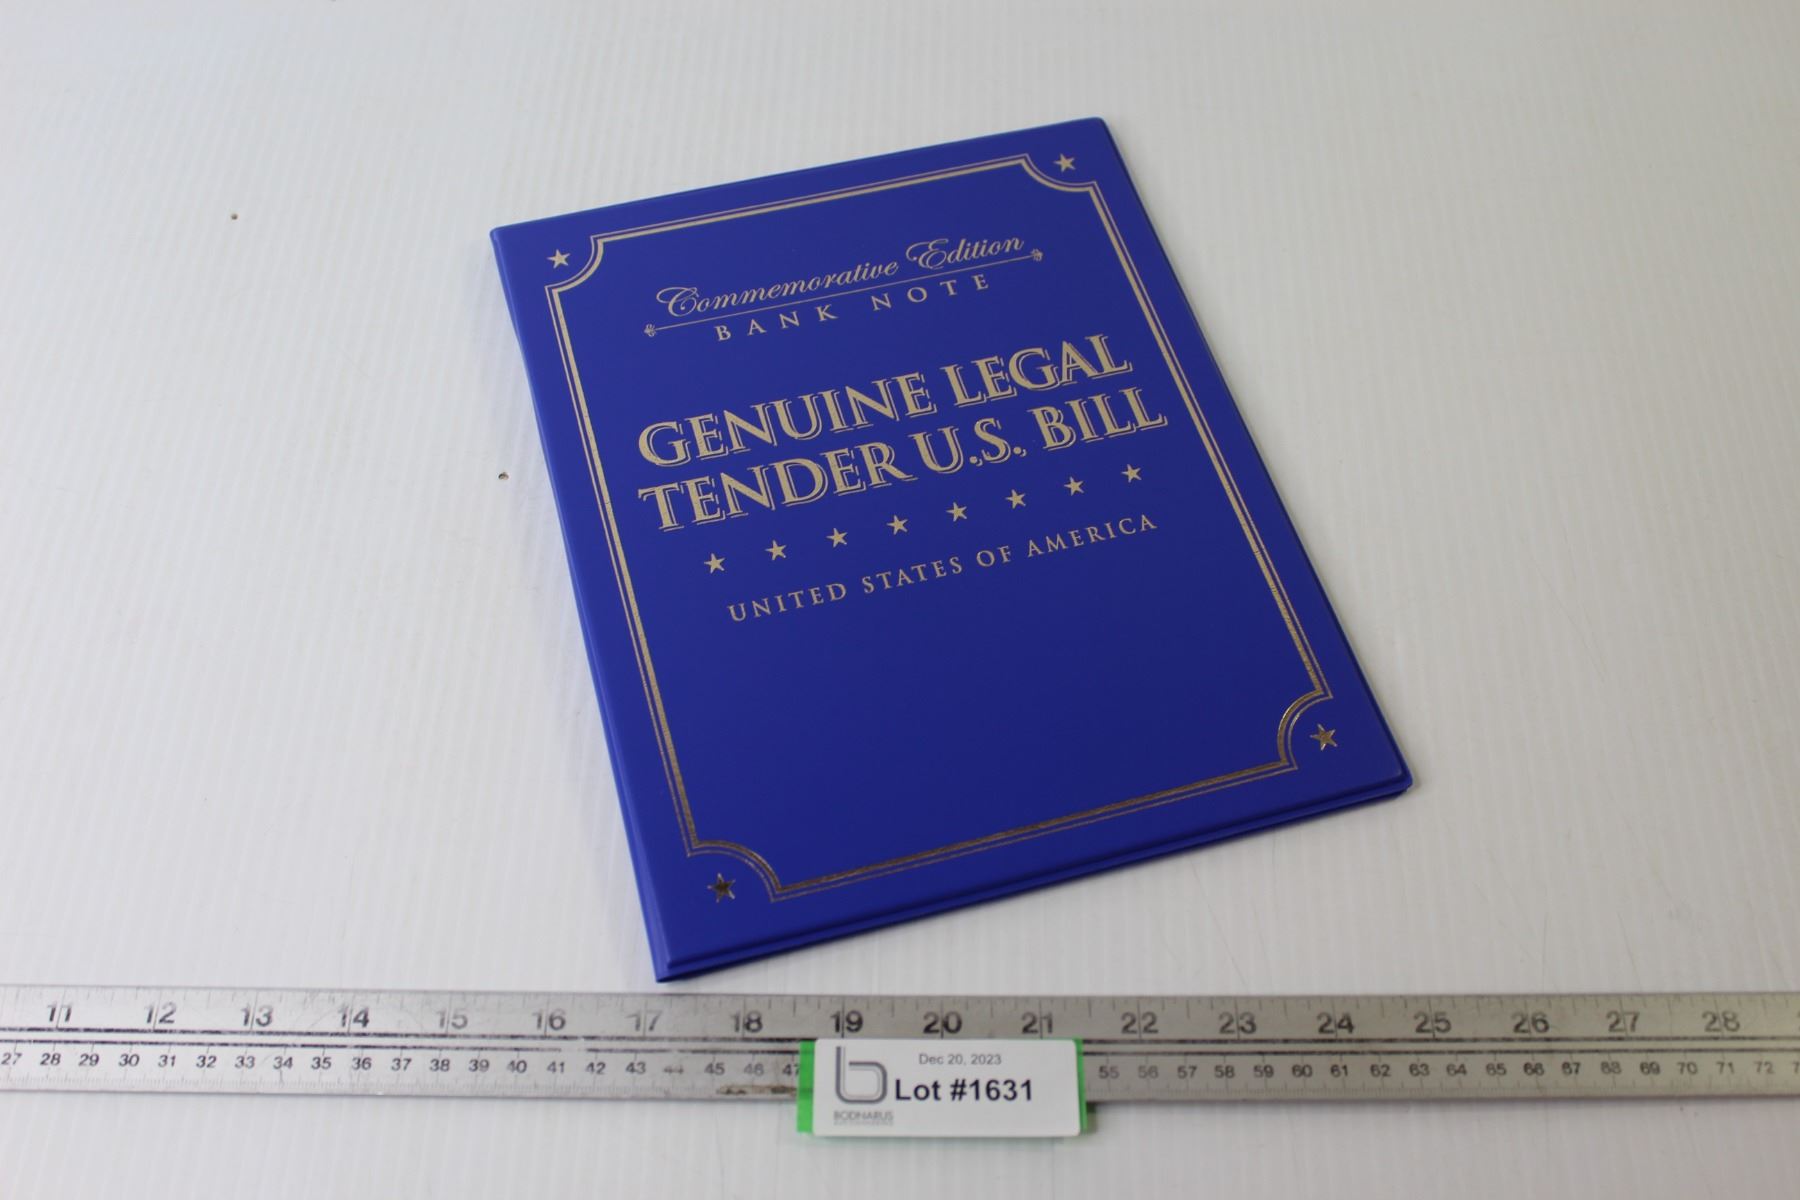 Commemorative Edition
BANK NOTE
GENUINE LEGAL
TENDER U.S. BILL
UNITED STATES OF AMERICA
11 12 13 14 15 16 17 18 19 20 21 22 23 24 25 26 27 28
27 28 29 30 31 32 33 34 35 36 37 38 39 40 41 42 43 44 45 46 47 55 56 57 58 59 60 61 62 63 64 65 66 67 68 69 70 71 72
Dec 20, 2023
Lot #1631
BODNARUS